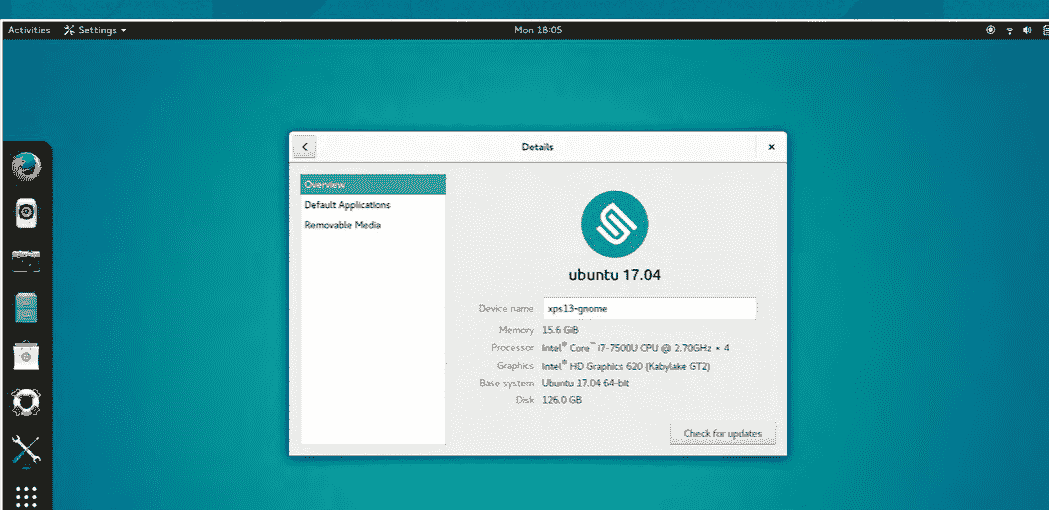 Activities Settings Mon 18:05
Details
Overview
Default Applications
Removable Media
ubuntu 17.04
Device name xps13-gnome
Memory 15.6 GiB
Processor Intel® Core™ i7-7500U CPU @ 2.70GHz × 4
Graphics Intel® HD Graphics 620 (Kabylake GT2)
Base system Ubuntu 17.04 64-bit
Disk 126.0 GB
Check for updates